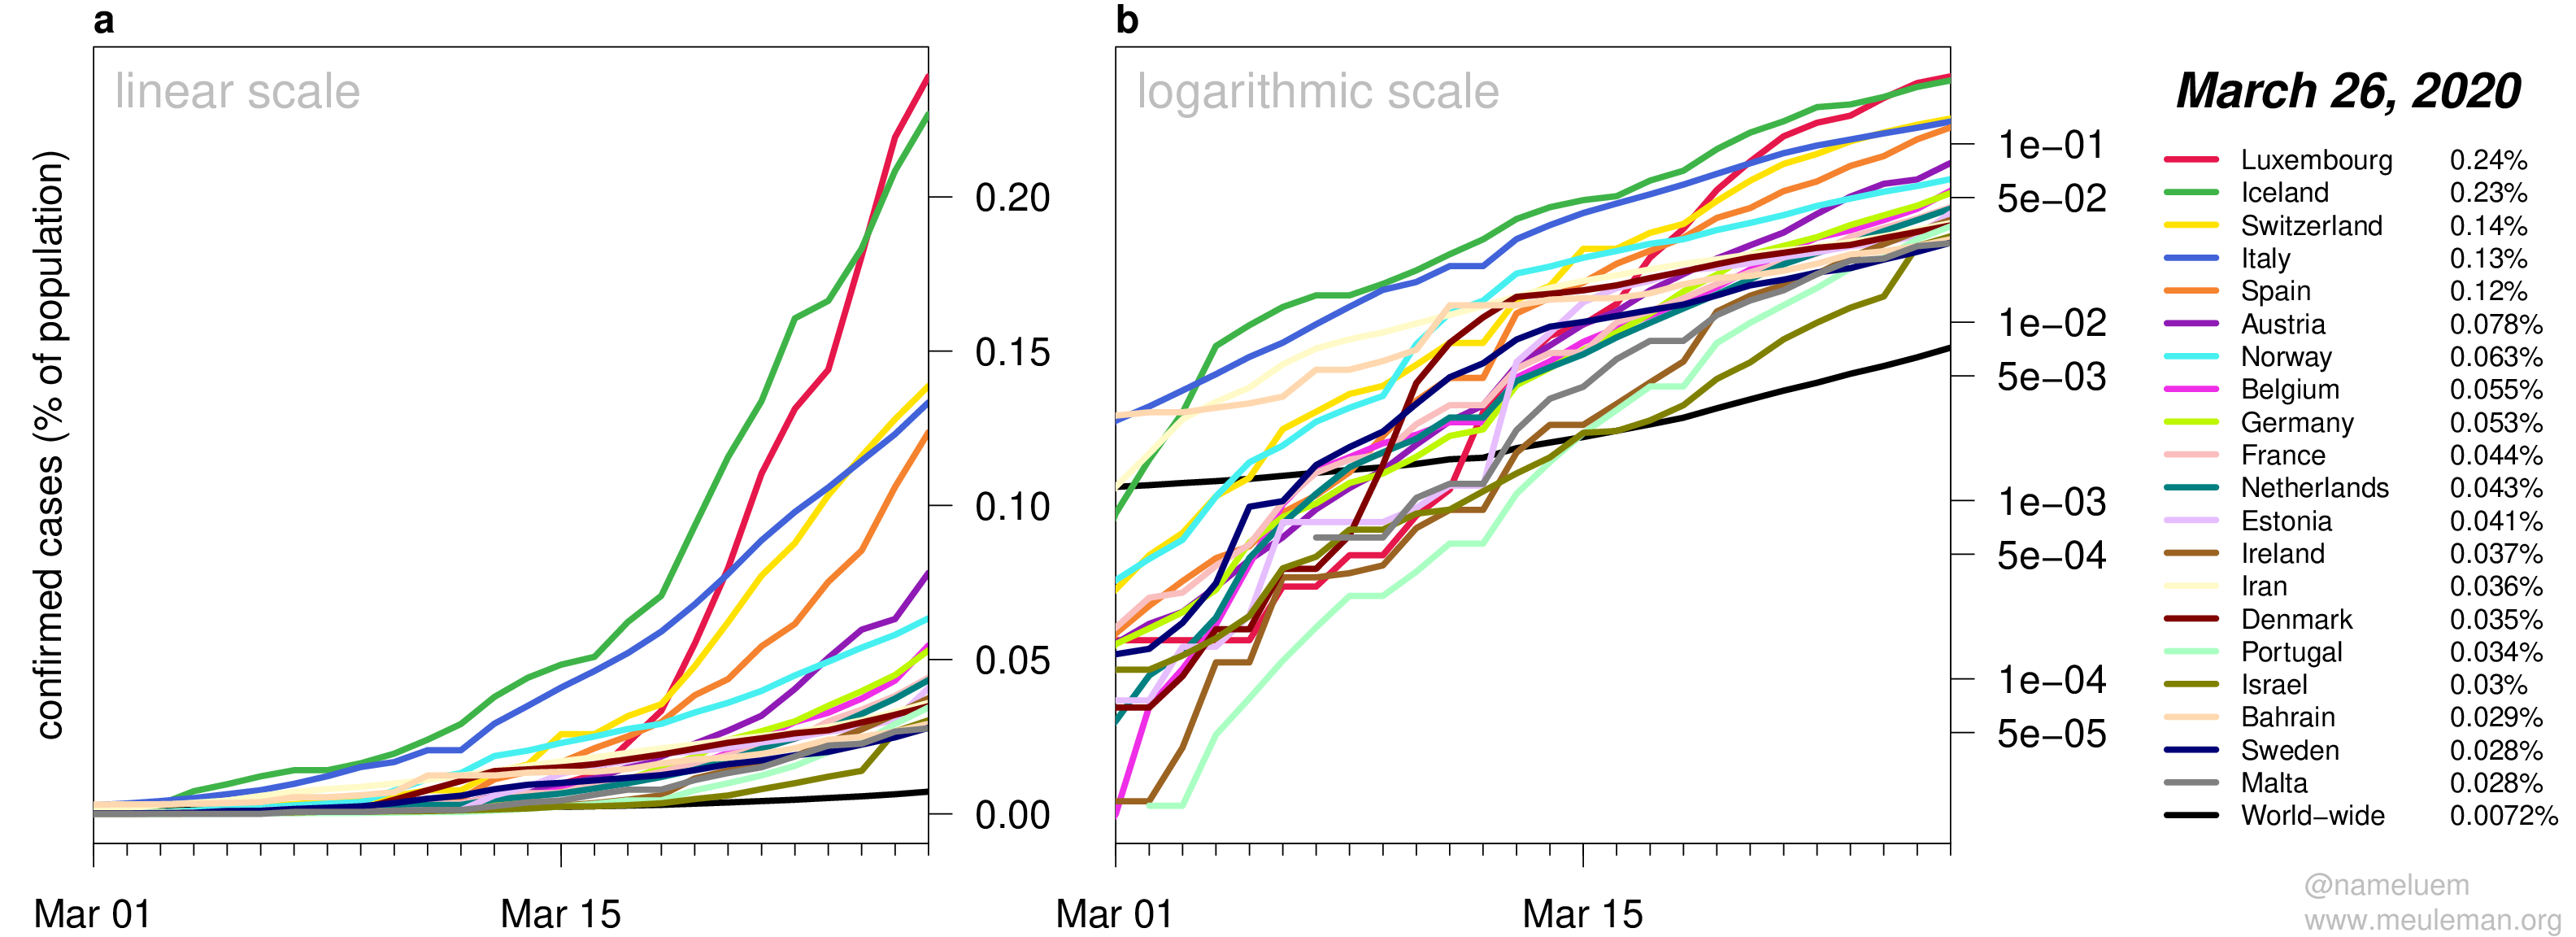 a
linear scale
confirmed cases (% of population)
0.20
0.15
0.10
0.05
0.00
Mar 01
Mar 15
b
logarithmic scale
1e−01
5e−02
1e−02
5e−03
1e−03
5e−04
1e−04
5e−05
Mar 01
Mar 15
March 26, 2020
Luxembourg 0.24%
Iceland 0.23%
Switzerland 0.14%
Italy 0.13%
Spain 0.12%
Austria 0.078%
Norway 0.063%
Belgium 0.055%
Germany 0.053%
France 0.044%
Netherlands 0.043%
Estonia 0.041%
Ireland 0.037%
Iran 0.036%
Denmark 0.035%
Portugal 0.034%
Israel 0.03%
Bahrain 0.029%
Sweden 0.028%
Malta 0.028%
World−wide 0.0072%
@nameluem
www.meuleman.org